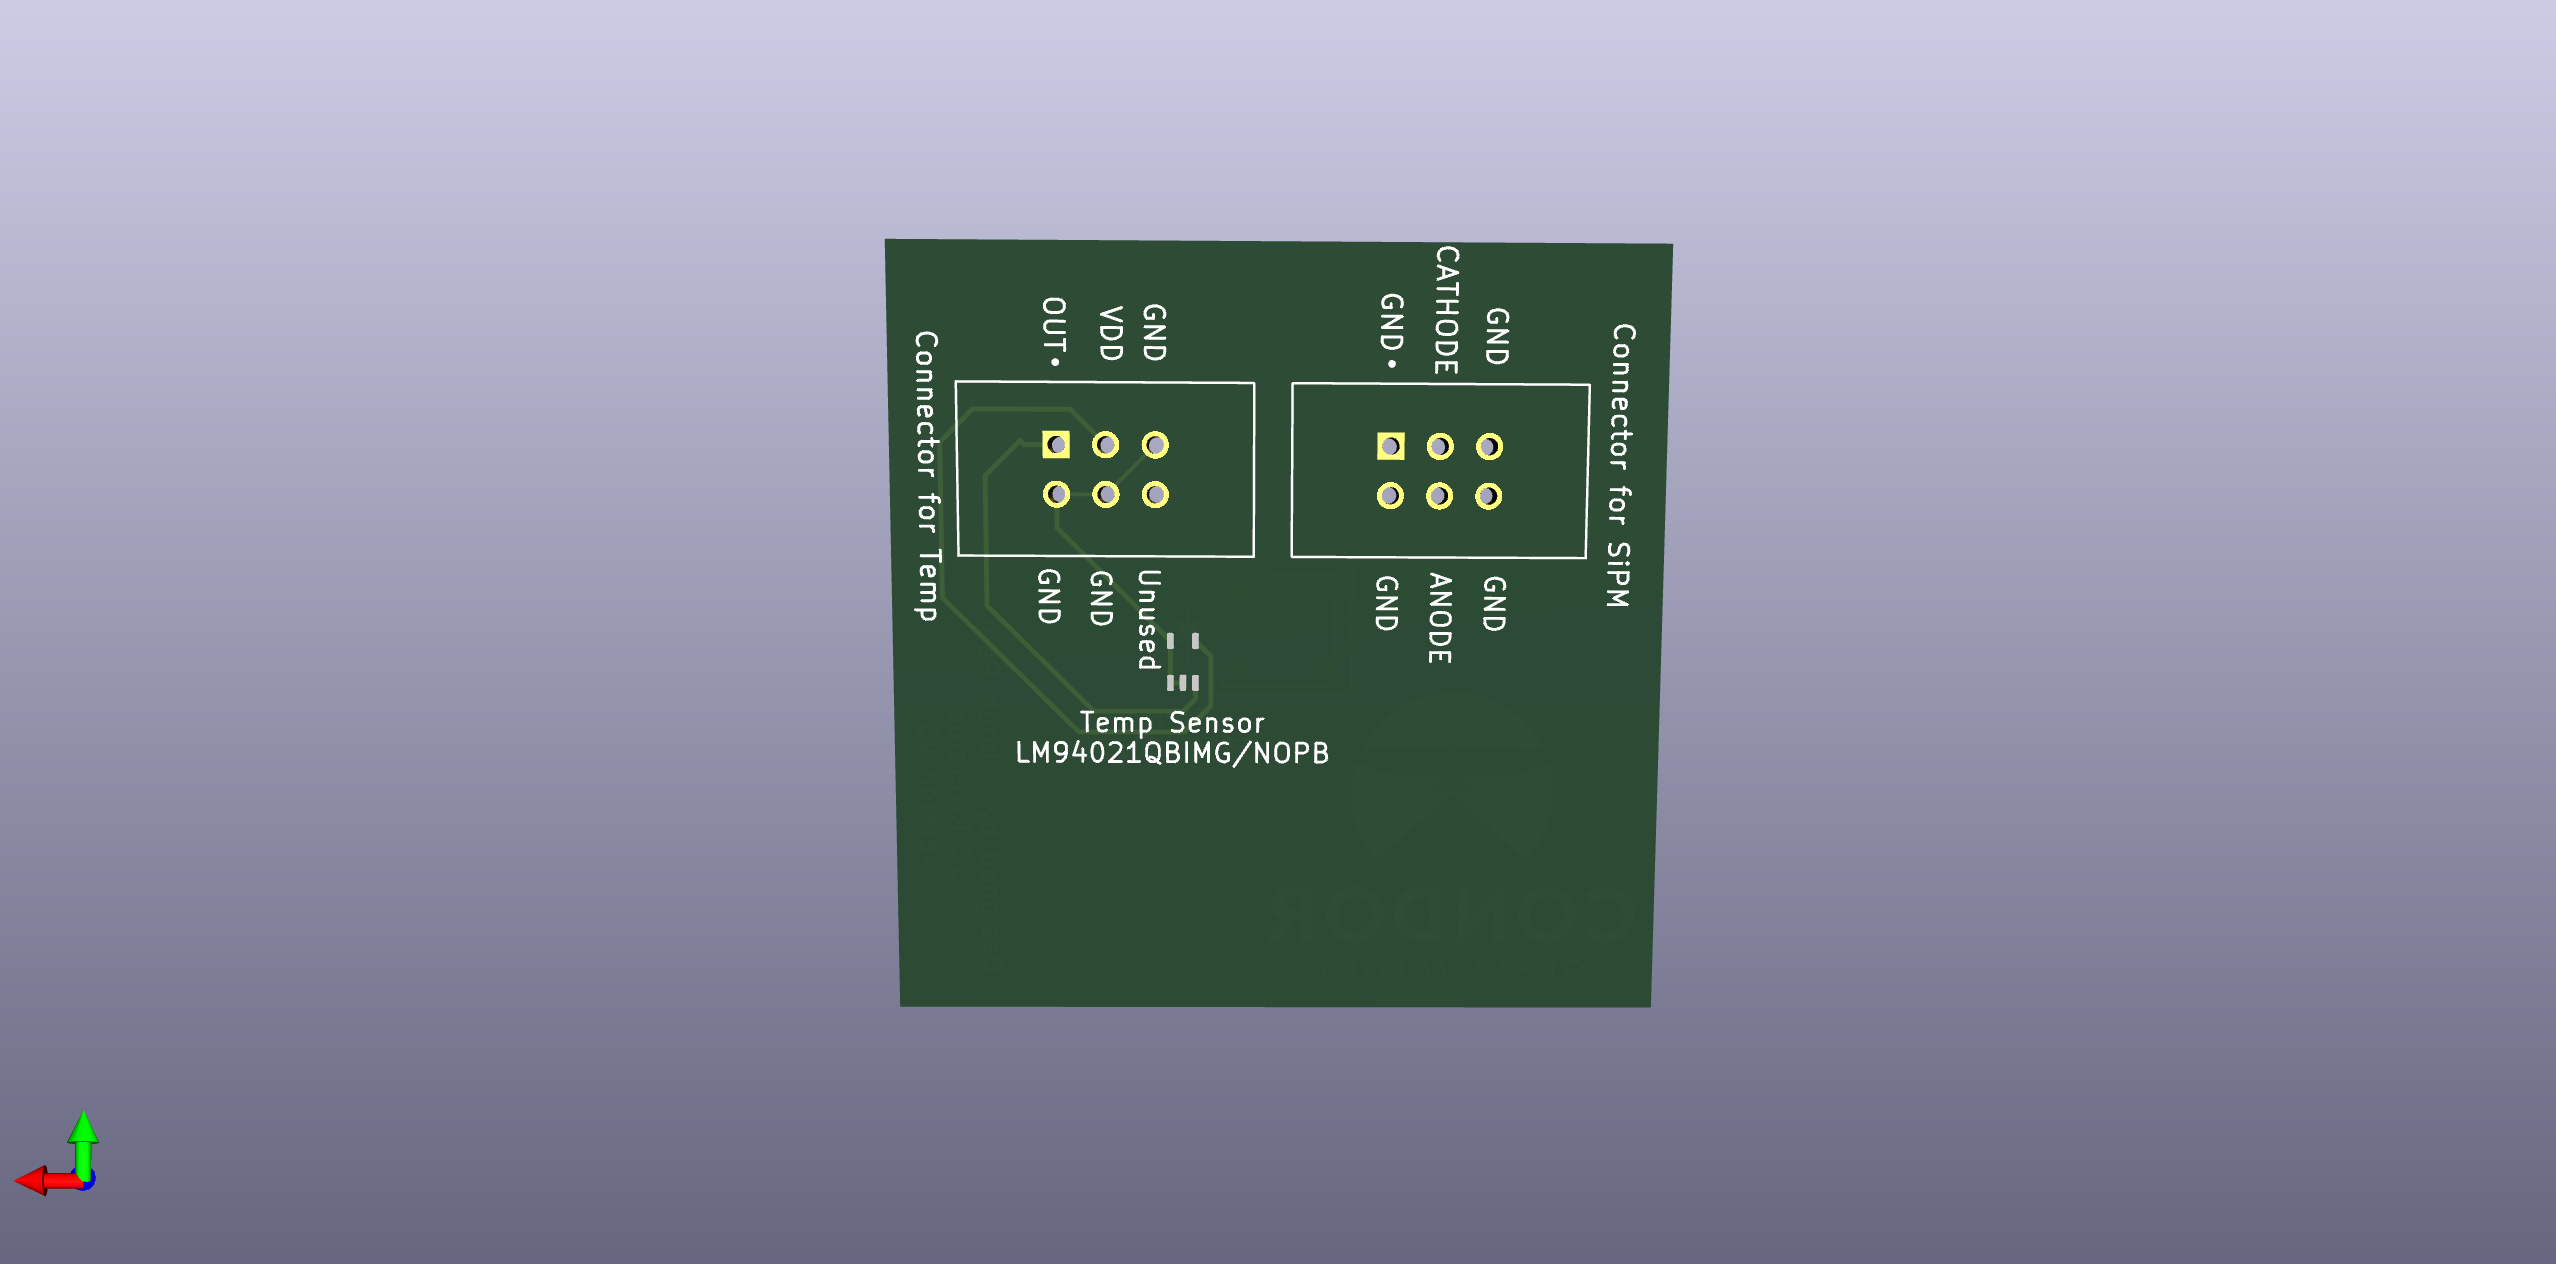 OUT
VDD
GND
GND
CATHODE
GND
Connector for Temp
Connector for SiPM
GND
GND
Unused
GND
ANODE
GND
Temp Sensor
LM94021QBIMG/NOPB
CONDOR